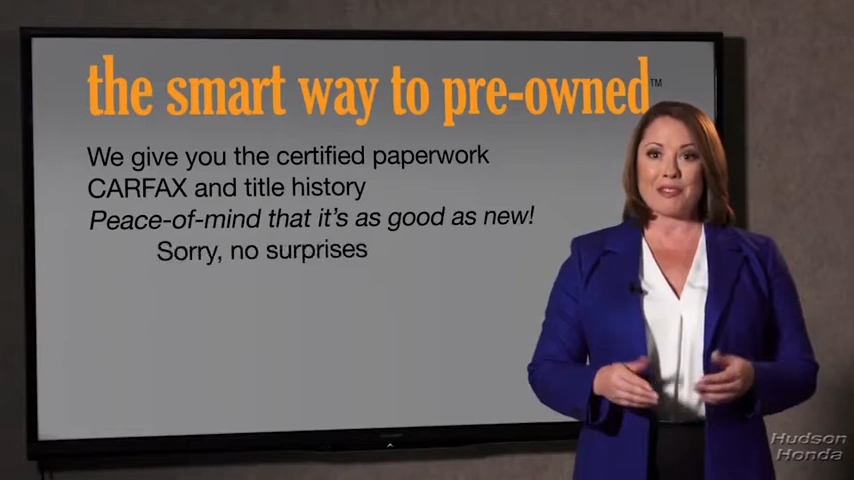 the smart way to pre-owned™
We give you the certified paperwork
CARFAX and title history
Peace-of-mind that it's as good as new!
Sorry, no surprises
Hudson
Honda